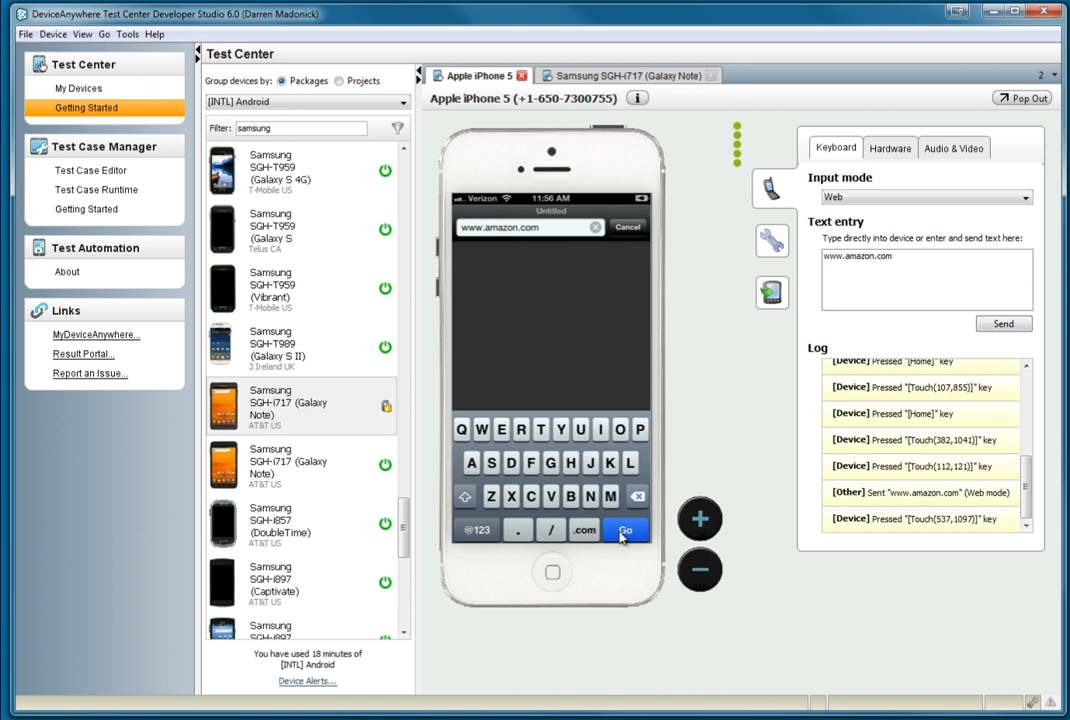 DeviceAnywhere Test Center Developer Studio 6.0 (Darren Madonick)
File Device View Go Tools Help
Test Center
My Devices
Getting Started
Test Case Manager
Test Case Editor
Test Case Runtime
Getting Started
Test Automation
About
Links
MyDeviceAnywhere...
Result Portal...
Report an Issue...
Test Center
Group devices by: Packages Projects
[INTL] Android
Filter: samsung
Samsung
SGH-T959
(Galaxy S 4G)
T-Mobile US
Samsung
SGH-T959
(Galaxy S
Telus CA
Samsung
SGH-T959
(Vibrant)
T-Mobile US
Samsung
SGH-T989
(Galaxy S II)
3 Ireland UK
Samsung
SGH-i717 (Galaxy
Note)
AT&T US
Samsung
SGH-i717 (Galaxy
Note)
AT&T US
Samsung
SGH-i857
(DoubleTime)
AT&T US
Samsung
SGH-i897
(Captivate)
AT&T US
Samsung
SGH-i897
You have used 18 minutes of
[INTL] Android
Device Alerts...
Apple iPhone 5 Samsung SGH-i717 (Galaxy Note) 2
Apple iPhone 5 (+1-650-7300755) i Pop Out
Verizon 11:56 AM
Untitled
www.amazon.com Cancel
Q W E R T Y U I O P
A S D F G H J K L
Z X C V B N M
@123 . / .com Go
+
−
Keyboard Hardware Audio & Video
Input mode
Web
Text entry
Type directly into device or enter and send text here:
www.amazon.com
Send
Log
[Device] Pressed "[Home]" key
[Device] Pressed "[Touch(107,855)]" key
[Device] Pressed "[Home]" key
[Device] Pressed "[Touch(382,1041)]" key
[Device] Pressed "[Touch(112,121)]" key
[Other] Sent "www.amazon.com" (Web mode)
[Device] Pressed "[Touch(537,1097)]" key